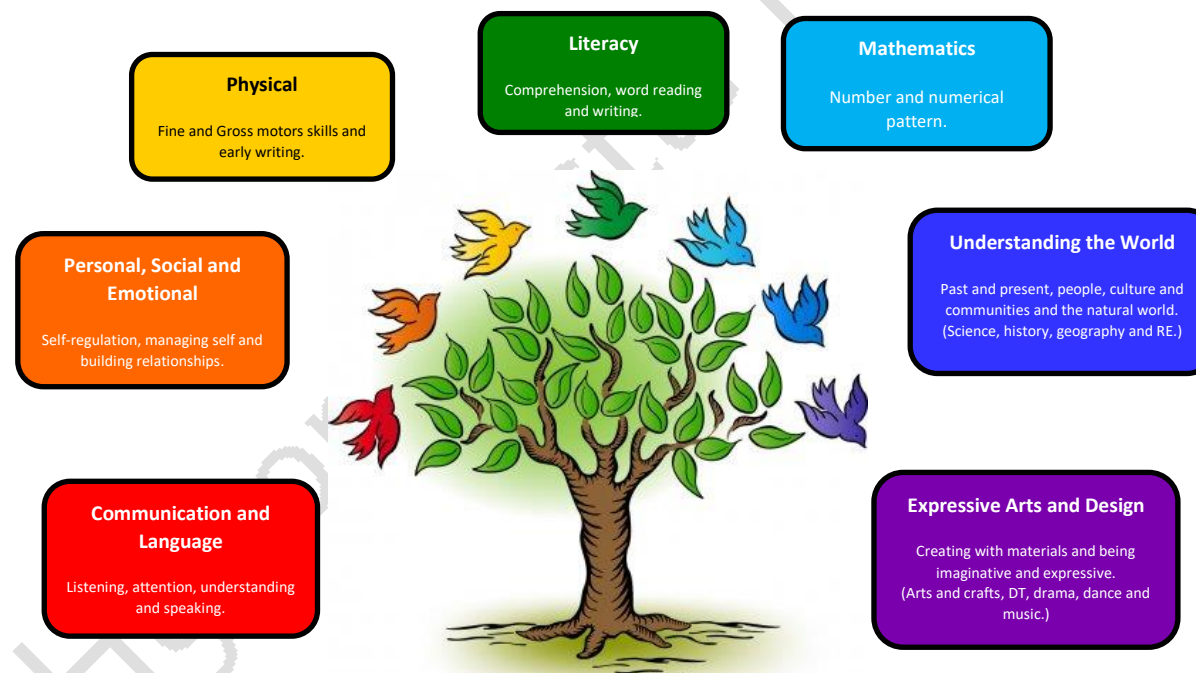 Literacy
Comprehension, word reading
and writing.
Mathematics
Number and numerical
pattern.
Physical
Fine and Gross motors skills and
early writing.
Understanding the World
Past and present, people, culture and
communities and the natural world.
(Science, history, geography and RE.)
Personal, Social and
Emotional
Self-regulation, managing self and
building relationships.
Expressive Arts and Design
Creating with materials and being
imaginative and expressive.
(Arts and crafts, DT, drama, dance and
music.)
Communication and
Language
Listening, attention, understanding
and speaking.